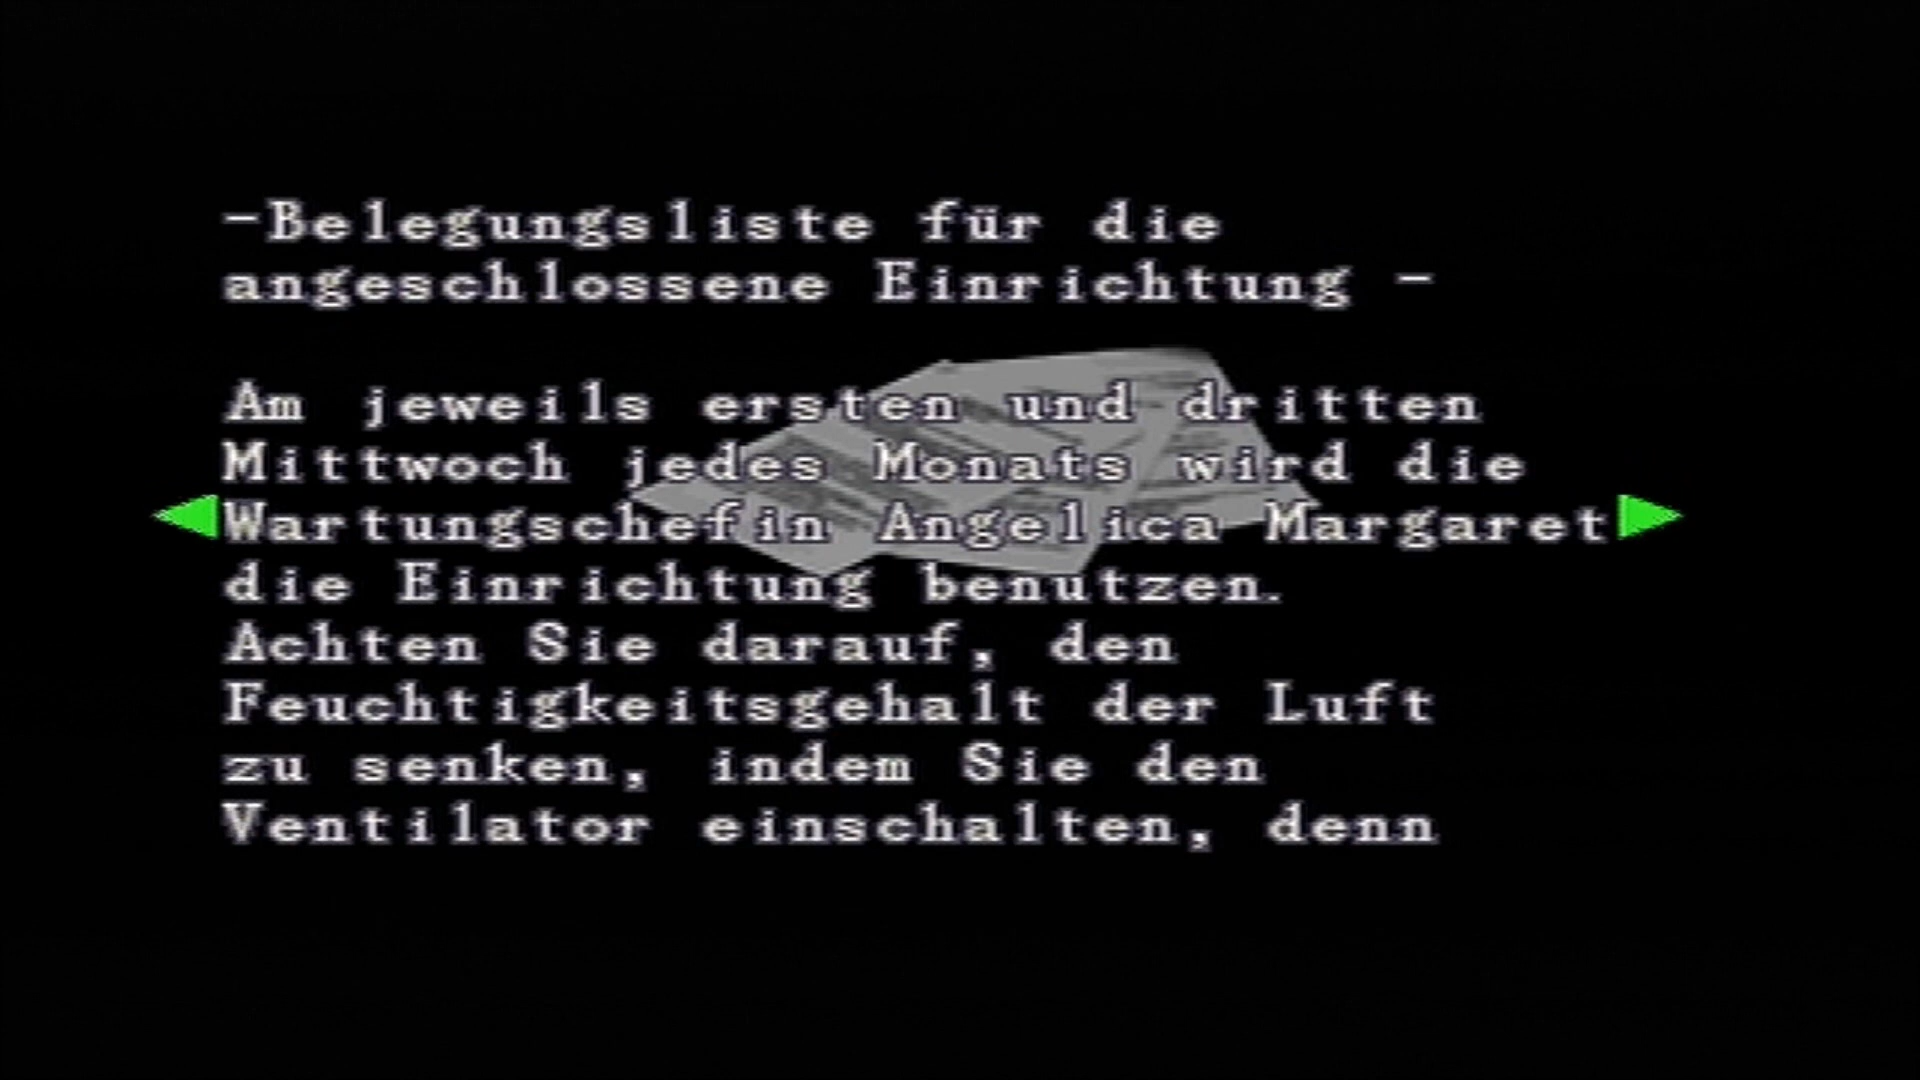 -Belegungsliste für die
angeschlossene Einrichtung -
Am jeweils ersten und dritten
Mittwoch jedes Monats wird die
Wartungschefin Angelica Margaret
die Einrichtung benutzen.
Achten Sie darauf, den
Feuchtigkeitsgehalt der Luft
zu senken, indem Sie den
Ventilator einschalten, denn